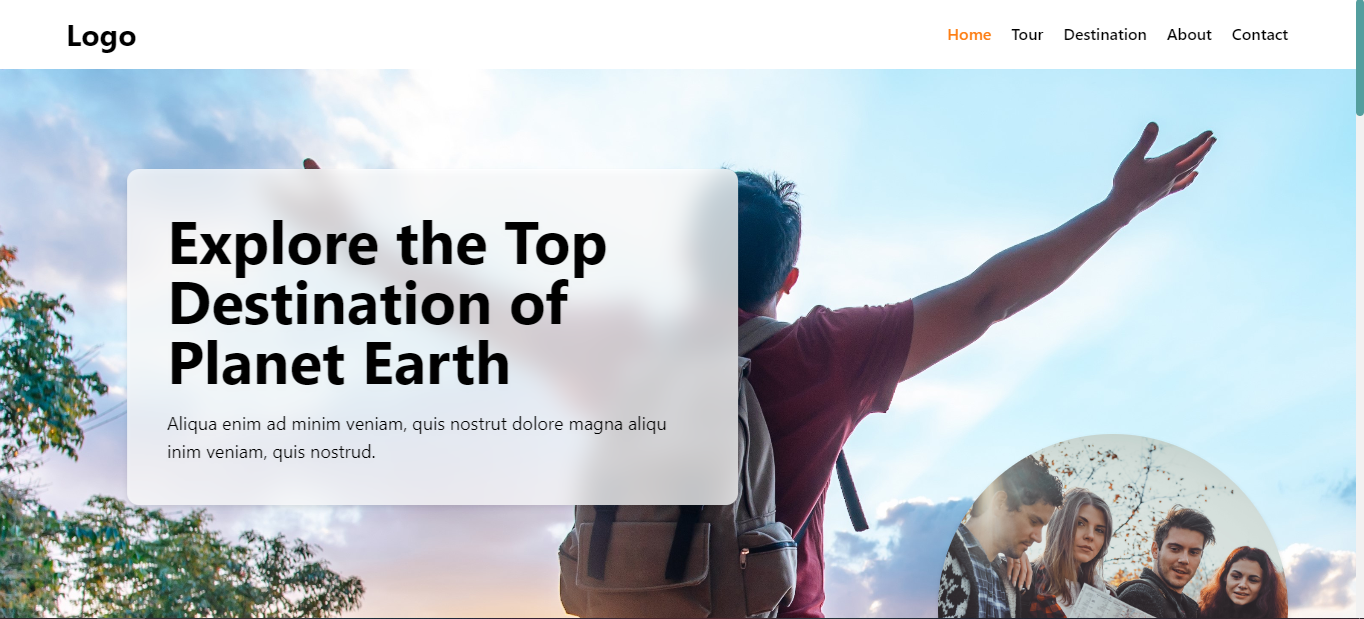 Logo
Home Tour Destination About Contact
Explore the Top
Destination of
Planet Earth
Aliqua enim ad minim veniam, quis nostrut dolore magna aliqu
inim veniam, quis nostrud.